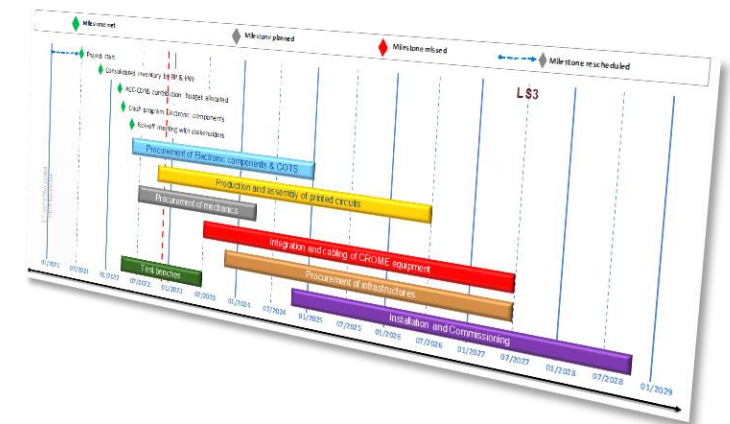 Milestone met
Milestone planned
Milestone missed
Milestone rescheduled
LS3
Project start
Consolidated inventory by RP &
ACC-CONS contribution budget allocated
Crash program Electronic components
Kick-off meeting with stakeholders
Procurement of Electronic components & COTS
Production and assembly of printed circuits
Procurement of mechanics
Integration and cabling of CROME equipment
Test benches
Procurement of infrastructures
Installation and Commissioning
01/2021
07/2021
01/2022
07/2022
01/2023
07/2023
01/2024
07/2024
01/2025
07/2025
01/2026
07/2026
01/2027
07/2027
01/2028
07/2028
01/2029